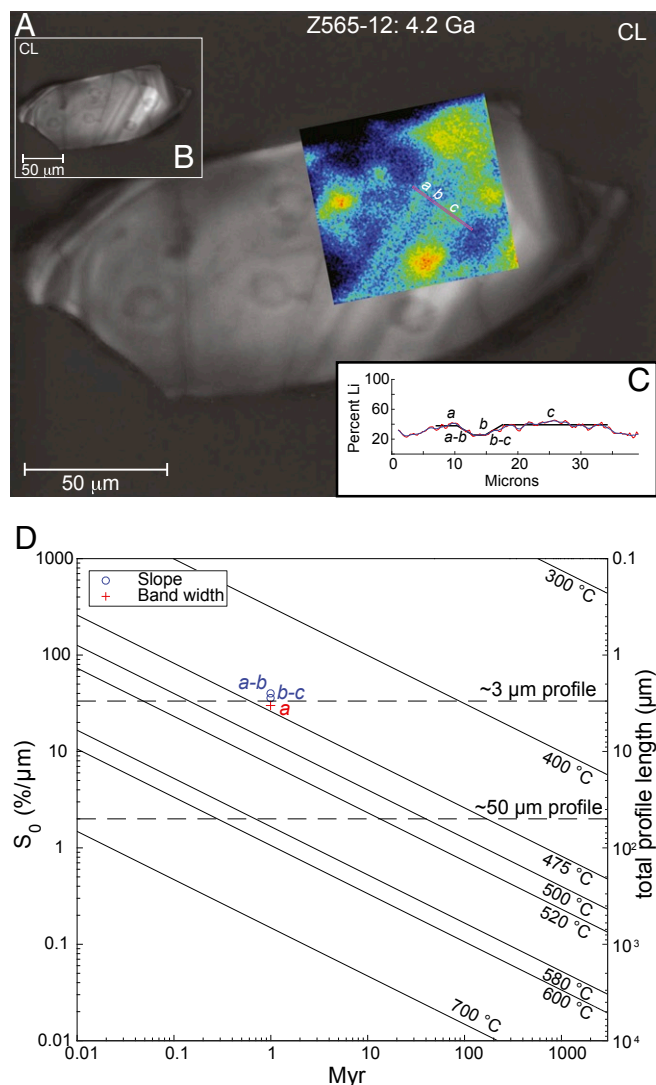 A
CL
Z565-12: 4.2 Ga
CL
B
50 µm
a b c
C
Percent Li
100
60
20
a
b
c
a-b
b-c
0
10
20
30
Microns
50 µm
D
S0 (%/µm)
1000
100
10
1
0.1
0.01
Slope
Band width
a-b
b-c
a
~3 µm profile
~50 µm profile
300 °C
400 °C
475 °C
500 °C
520 °C
580 °C
600 °C
700 °C
0.1
1
10
10²
10³
10⁴
total profile length (µm)
0.01
0.1
1
10
100
1000
Myr